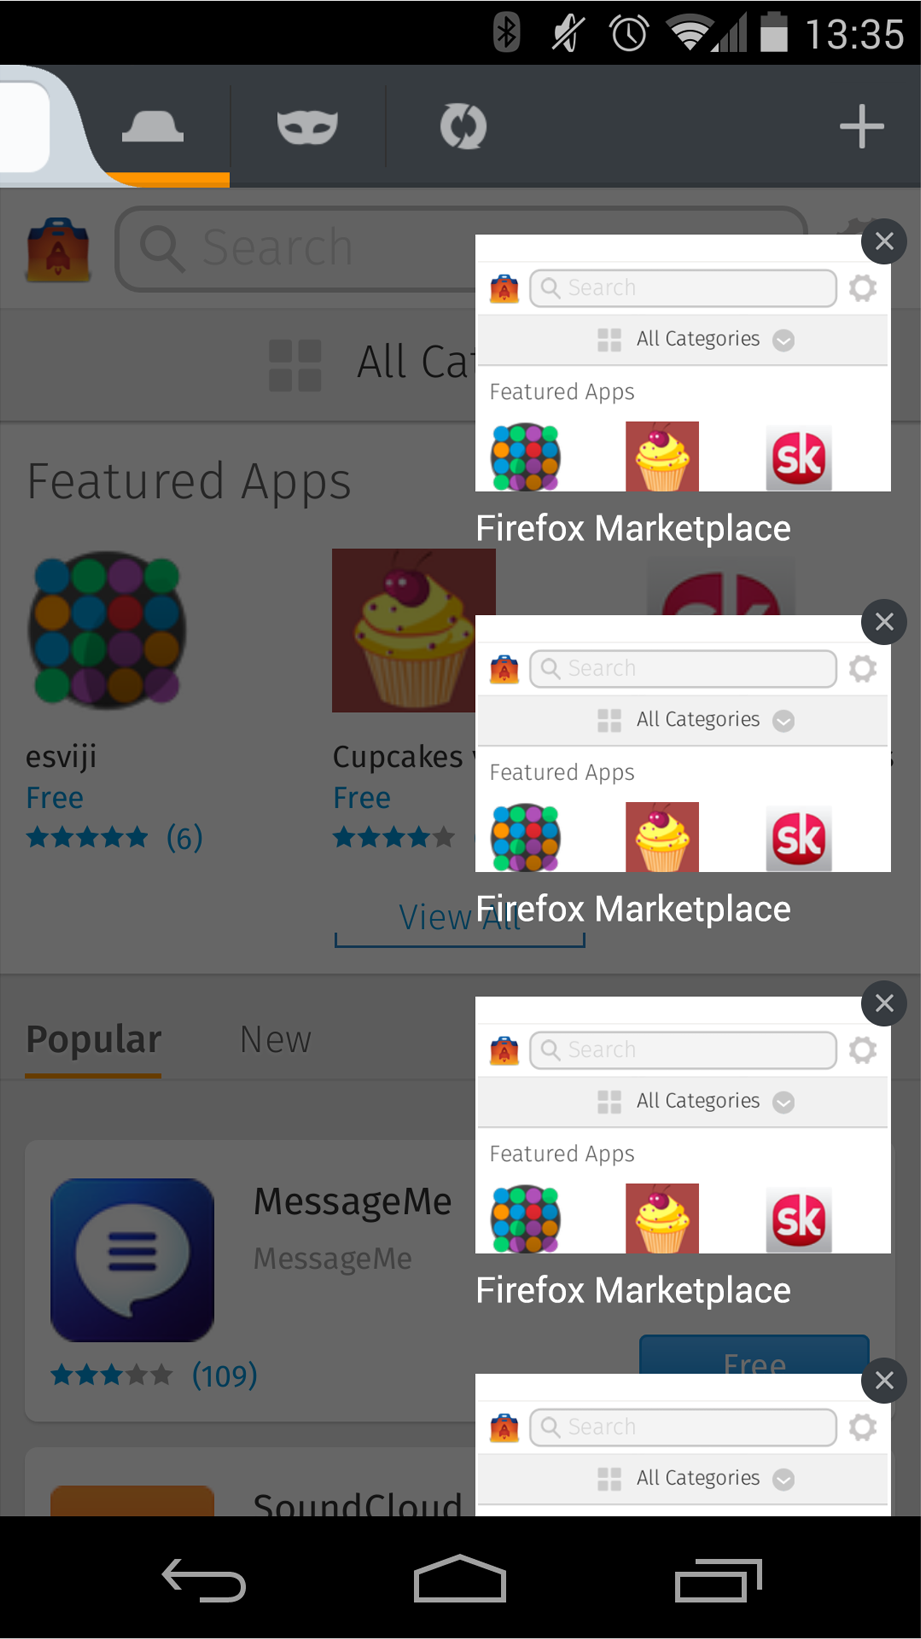 13:35
Search
All Cat
Featured Apps
esviji
Free
(6)
Cupcakes
Free
View All
Popular
New
MessageMe
MessageMe
(109)
Free
SoundCloud
Search
All Categories
Featured Apps
sk
Firefox Marketplace
Search
All Categories
Featured Apps
sk
Firefox Marketplace
Search
All Categories
Featured Apps
sk
Firefox Marketplace
Search
All Categories